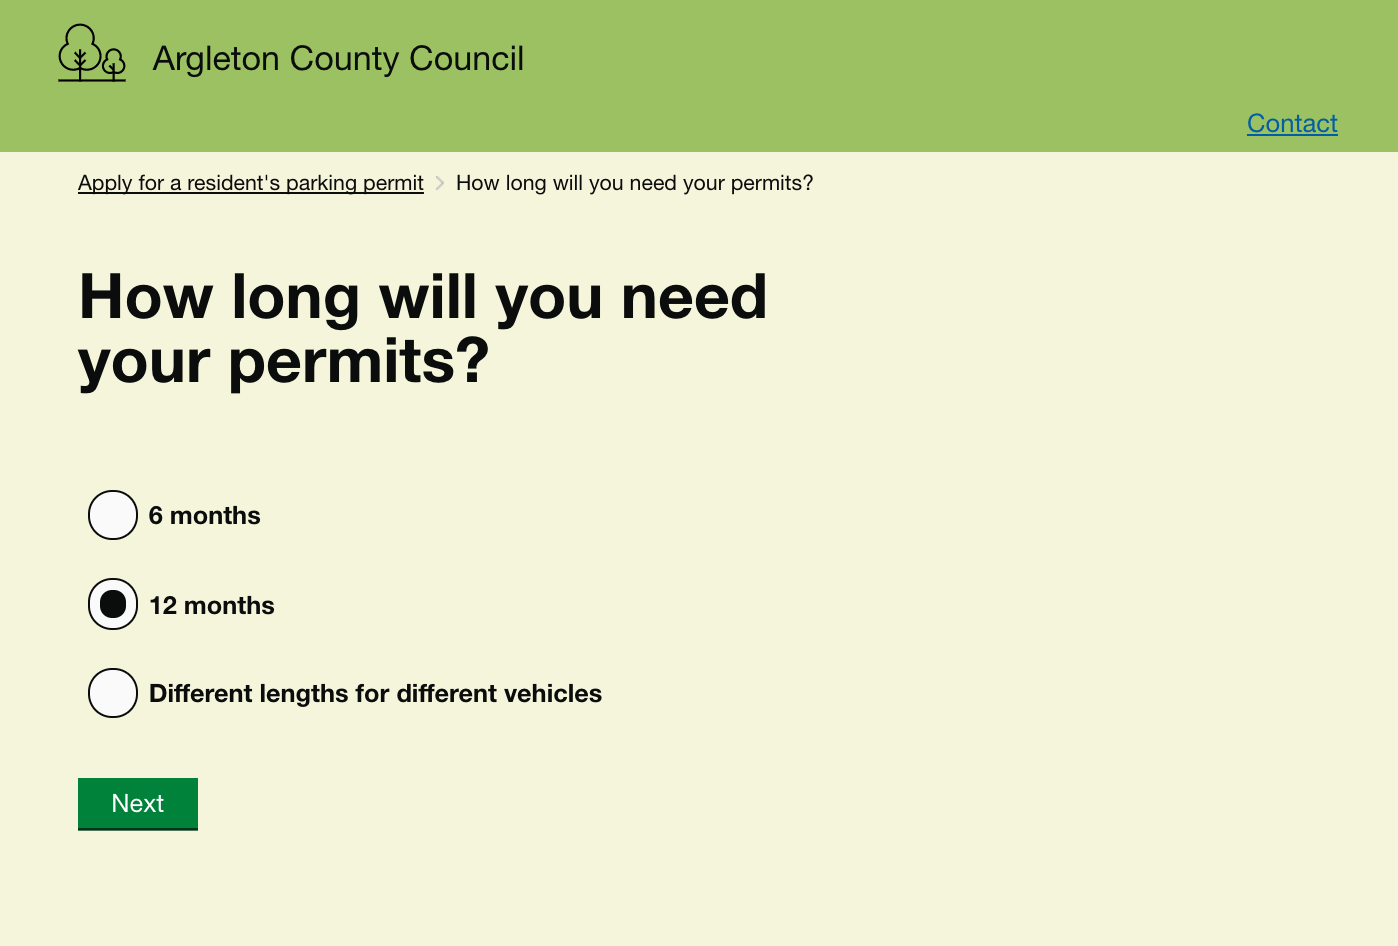 Argleton County Council
Contact
Apply for a resident's parking permit How long will you need your permits?
How long will you need
your permits?
6 months
12 months
Different lengths for different vehicles
Next